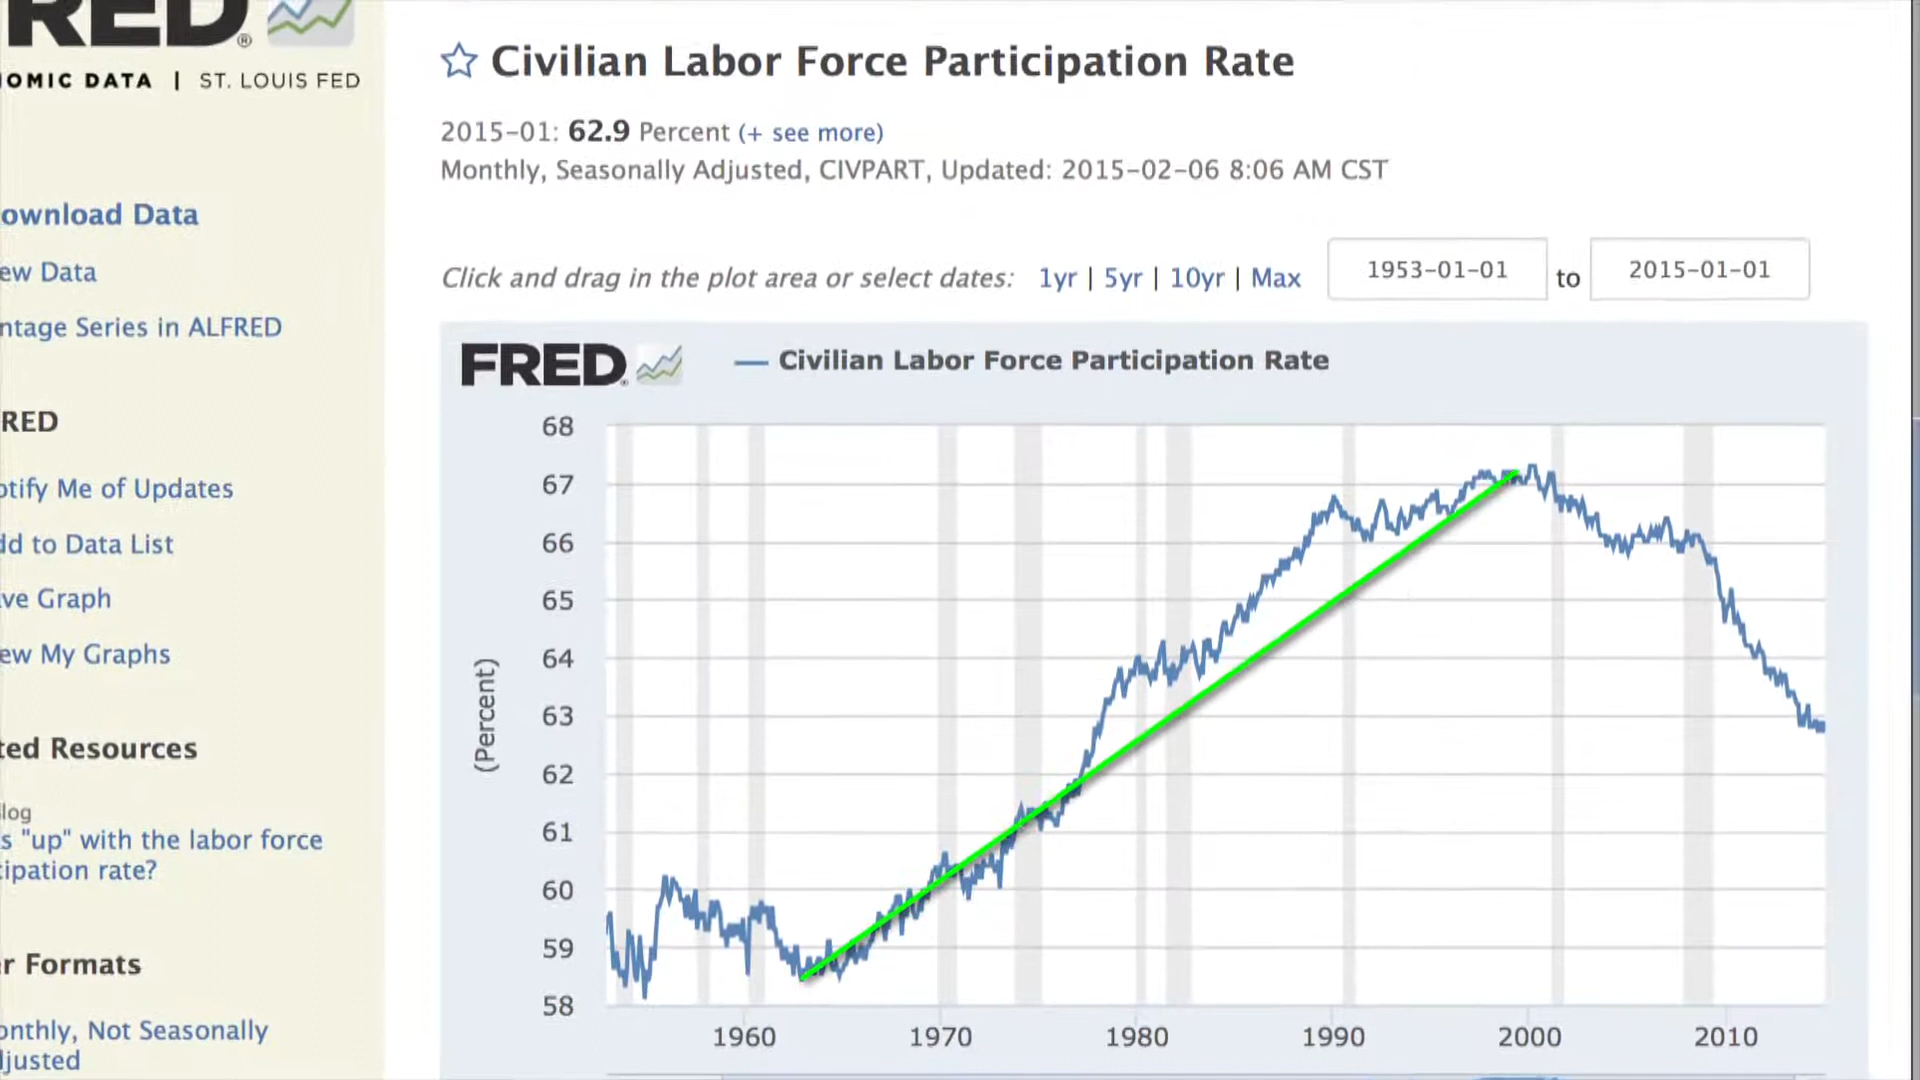 RED®
OMIC DATA | ST. LOUIS FED
ownload Data
ew Data
ntage Series in ALFRED
RED
otify Me of Updates
dd to Data List
ve Graph
ew My Graphs
ted Resources
log
s "up" with the labor force
cipation rate?
r Formats
onthly, Not Seasonally
djusted
Civilian Labor Force Participation Rate
2015-01: 62.9 Percent (+ see more)
Monthly, Seasonally Adjusted, CIVPART, Updated: 2015-02-06 8:06 AM CST
Click and drag in the plot area or select dates: 1yr | 5yr | 10yr | Max 1953-01-01 to 2015-01-01
FRED® Civilian Labor Force Participation Rate
(Percent)
68
67
66
65
64
63
62
61
60
59
58
1960 1970 1980 1990 2000 2010